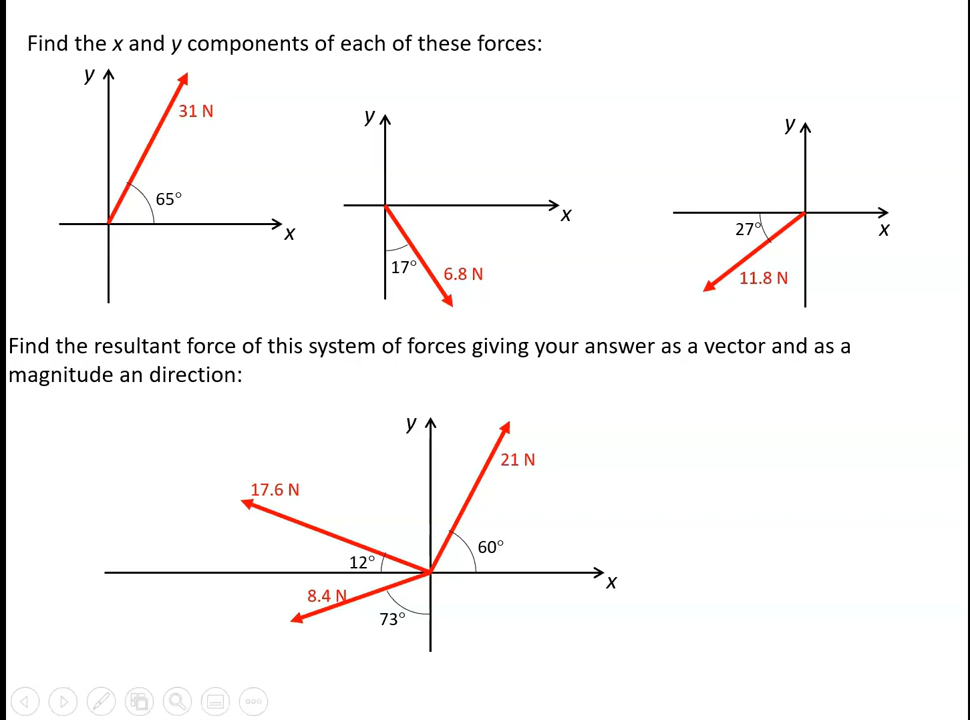 Find the x and y components of each of these forces:
y
31 N
65°
x
y
x
17°
6.8 N
y
27°
x
11.8 N
Find the resultant force of this system of forces giving your answer as a vector and as a
magnitude an direction:
y
21 N
17.6 N
60°
12°
x
8.4 N
73°